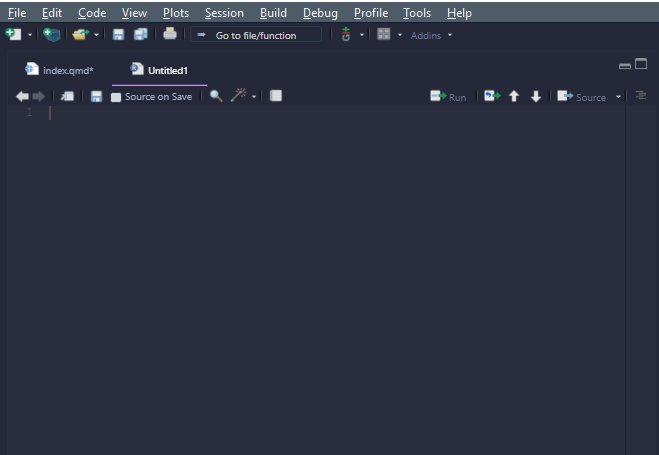 File Edit Code View Plots Session Build Debug Profile Tools Help
Go to file/function Addins
index.qmd* Untitled1
Source on Save Run Source
1